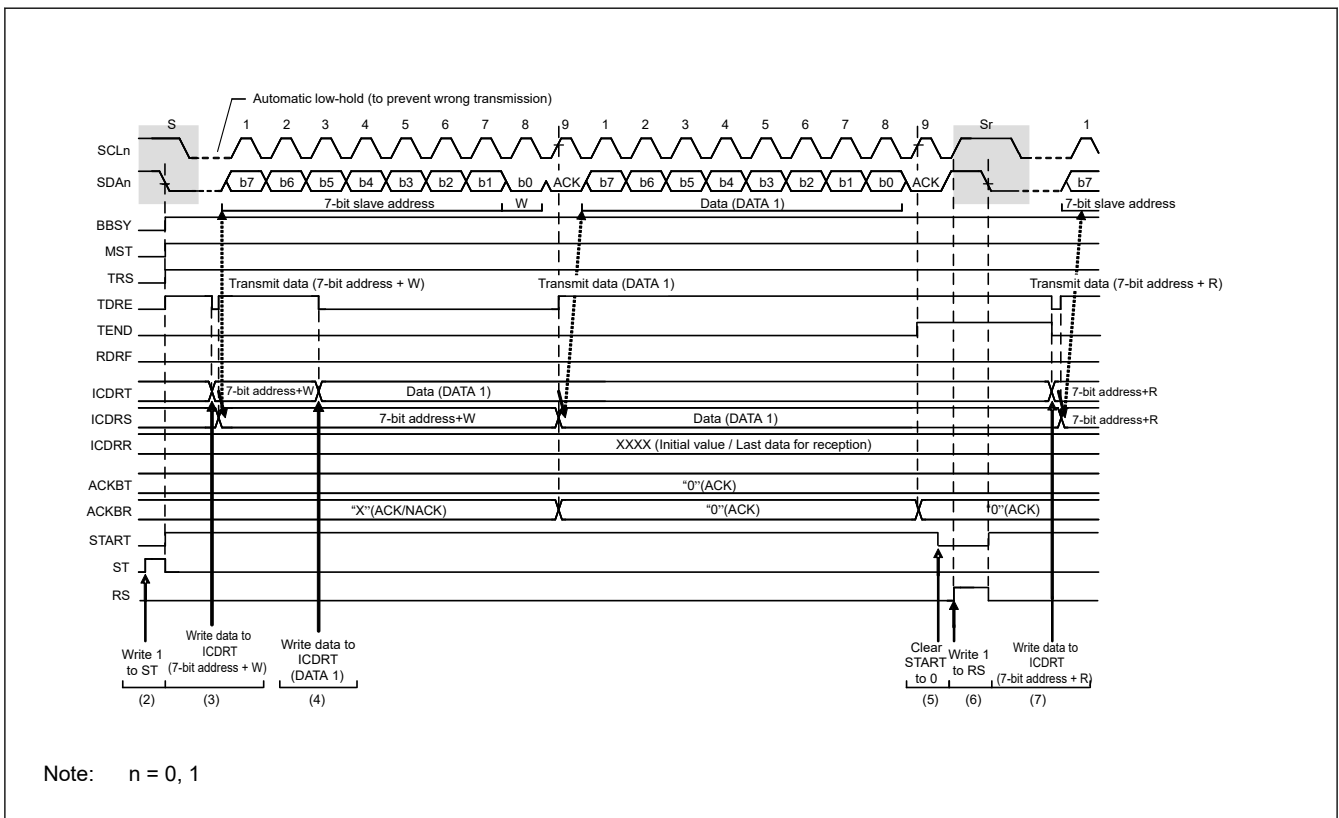 Automatic low-hold (to prevent wrong transmission)
S 1 2 3 4 5 6 7 8 9 1 2 3 4 5 6 7 8 9 Sr 1
SCLn
SDAn b7 b6 b5 b4 b3 b2 b1 b0 ACK b7 b6 b5 b4 b3 b2 b1 b0 ACK b7
7-bit slave address W Data (DATA 1) 7-bit slave address
BBSY
MST
TRS
Transmit data (7-bit address + W) Transmit data (DATA 1) Transmit data (7-bit address + R)
TDRE
TEND
RDRF
ICDRT 7-bit address+W Data (DATA 1) 7-bit address+R
ICDRS 7-bit address+W Data (DATA 1) 7-bit address+R
ICDRR XXXX (Initial value / Last data for reception)
ACKBT "0"(ACK)
ACKBR "X"(ACK/NACK) "0"(ACK) "0"(ACK)
START
ST
RS
Write 1 to ST
Write data to ICDRT (7-bit address + W)
Write data to ICDRT (DATA 1)
Clear START to 0
Write 1 to RS
Write data to ICDRT (7-bit address + R)
(2) (3) (4) (5) (6) (7)
Note: n = 0, 1